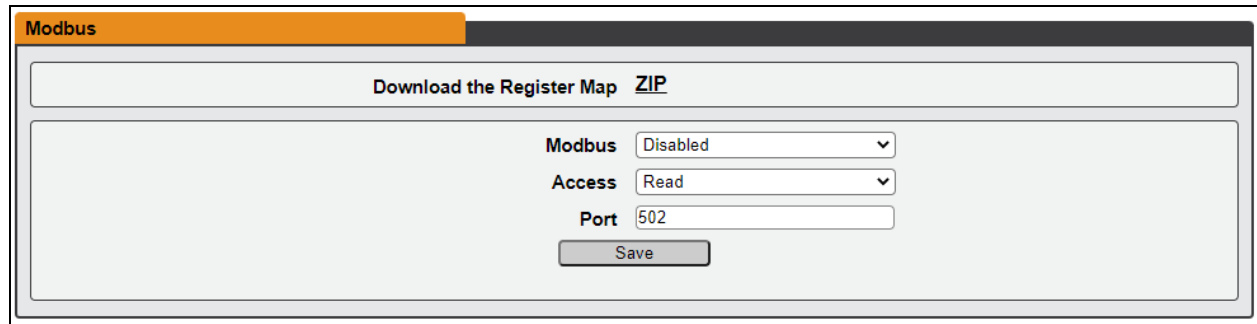 Modbus
Download the Register Map ZIP
Modbus Disabled
Access Read
Port 502
Save